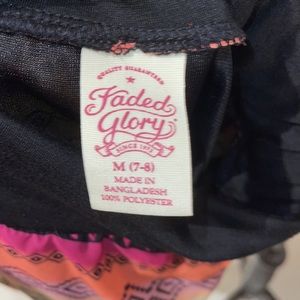 QUALITY GUARANTEED
Faded
Glory
SINCE 1972
M (7-8)
MADE IN
BANGLADESH
100% POLYESTER